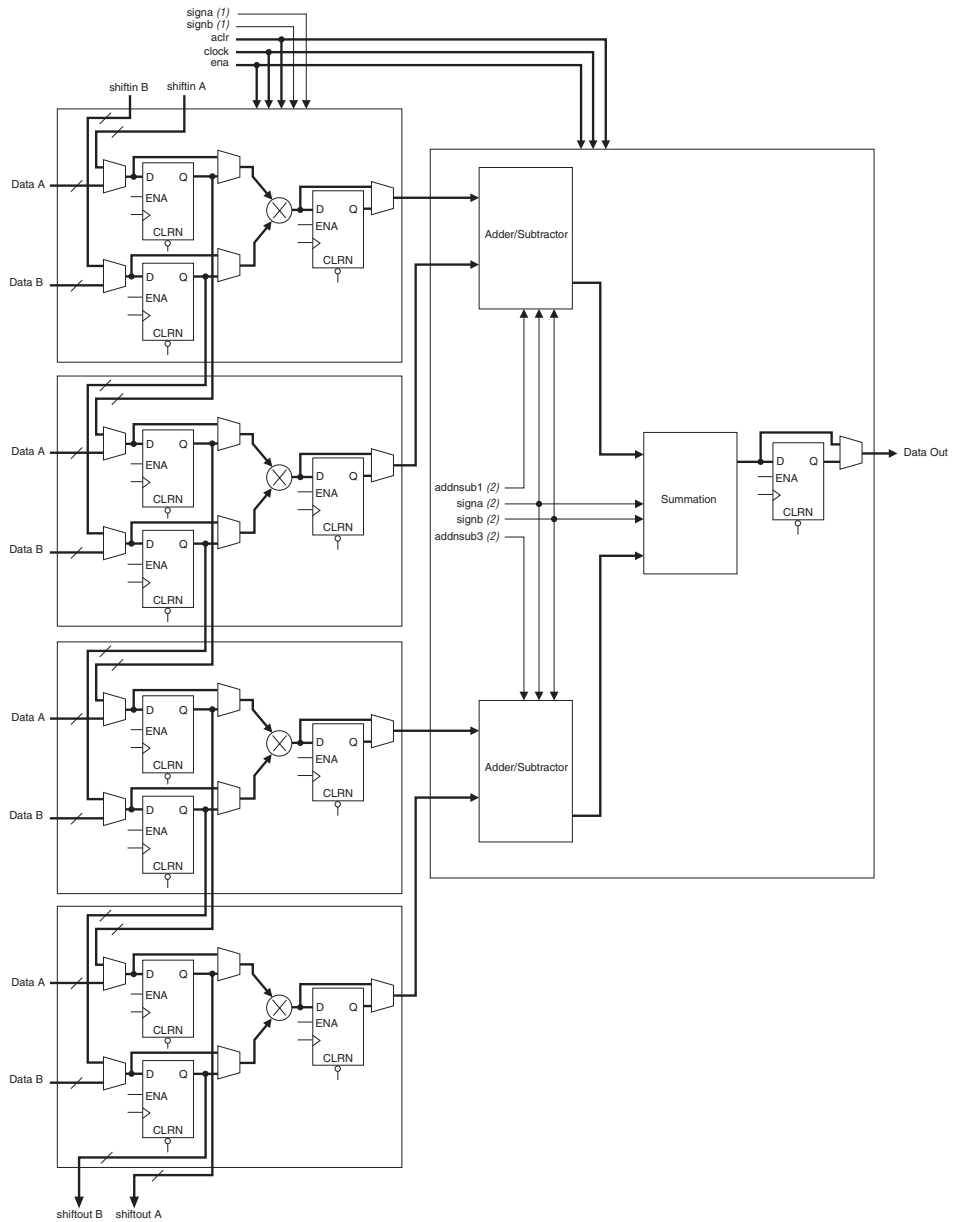 signa (1)
signb (1)
aclr
clock
ena
shiftin B
shiftin A
Data A
D Q
ENA
CLRN
D Q
ENA
CLRN
Data B
D Q
ENA
CLRN
Adder/Subtractor
Data A
D Q
ENA
CLRN
D Q
ENA
CLRN
Data B
D Q
ENA
CLRN
addnsub1 (2)
signa (2)
signb (2)
addnsub3 (2)
Summation
D Q
ENA
CLRN
Data Out
Data A
D Q
ENA
CLRN
D Q
ENA
CLRN
Data B
D Q
ENA
CLRN
Adder/Subtractor
Data A
D Q
ENA
CLRN
D Q
ENA
CLRN
Data B
D Q
ENA
CLRN
shiftout B
shiftout A